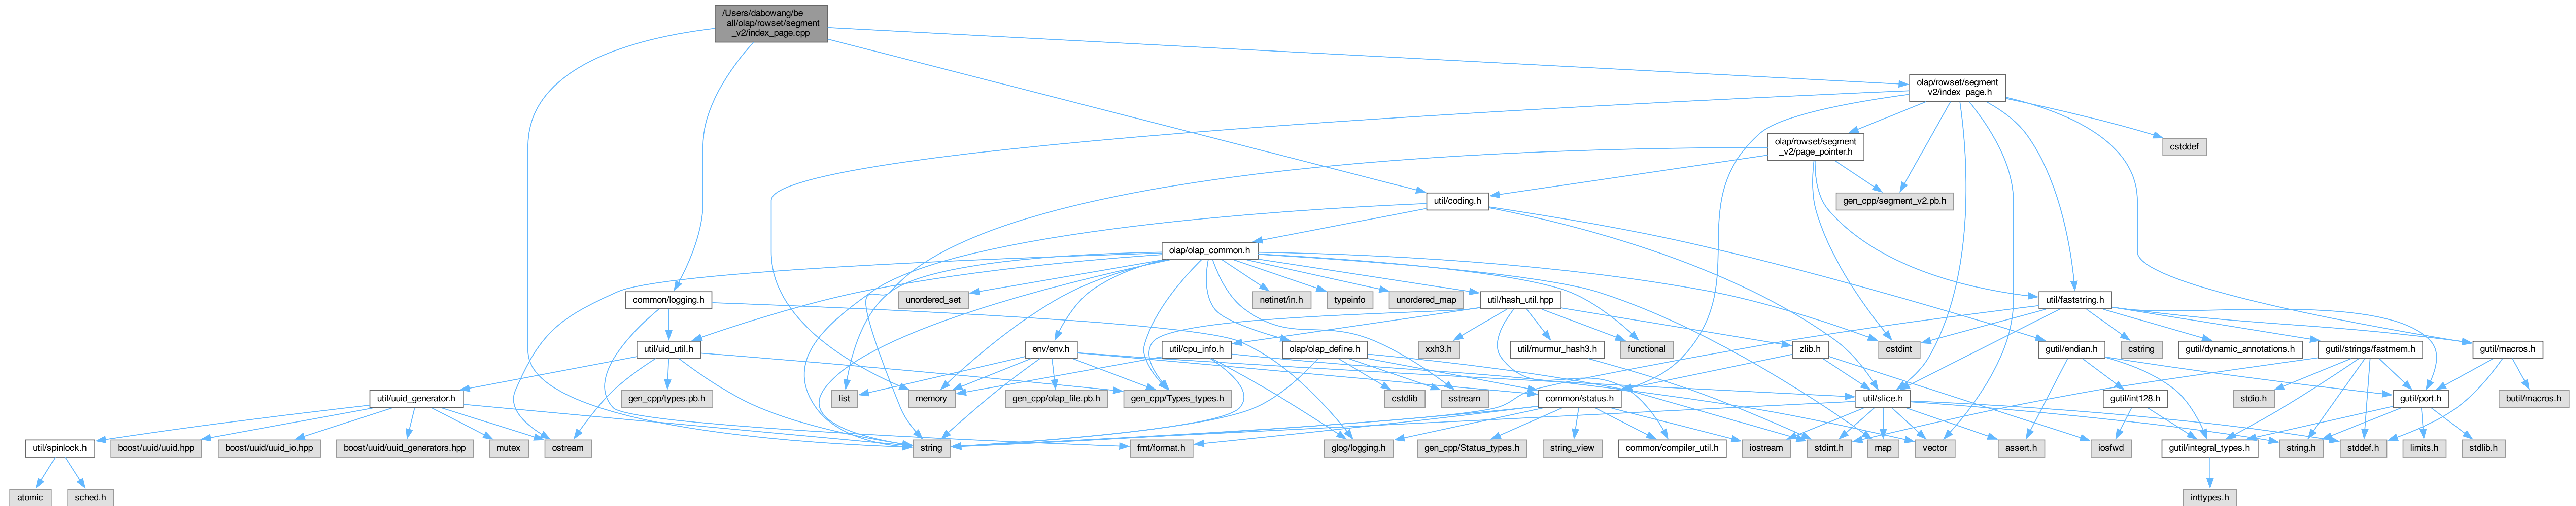 /Users/dabowang/be
_all/olap/rowset/segment
_v2/index_page.cpp
olap/rowset/segment
_v2/index_page.h
olap/rowset/segment
_v2/page_pointer.h
cstddef
util/coding.h
gen_cpp/segment_v2.pb.h
olap/olap_common.h
common/logging.h
unordered_set
netinet/in.h
typeinfo
unordered_map
util/hash_util.hpp
util/faststring.h
util/uid_util.h
env/env.h
util/cpu_info.h
olap/olap_define.h
xxh3.h
util/murmur_hash3.h
functional
zlib.h
cstdint
gutil/endian.h
cstring
gutil/dynamic_annotations.h
gutil/strings/fastmem.h
gutil/macros.h
util/uuid_generator.h
gen_cpp/types.pb.h
list
memory
gen_cpp/olap_file.pb.h
gen_cpp/Types_types.h
cstdlib
sstream
common/status.h
util/slice.h
gutil/int128.h
stdio.h
gutil/port.h
butil/macros.h
util/spinlock.h
boost/uuid/uuid.hpp
boost/uuid/uuid_io.hpp
boost/uuid/uuid_generators.hpp
mutex
ostream
string
fmt/format.h
glog/logging.h
gen_cpp/Status_types.h
string_view
common/compiler_util.h
iostream
stdint.h
map
vector
assert.h
iosfwd
gutil/integral_types.h
string.h
stddef.h
limits.h
stdlib.h
atomic
sched.h
inttypes.h